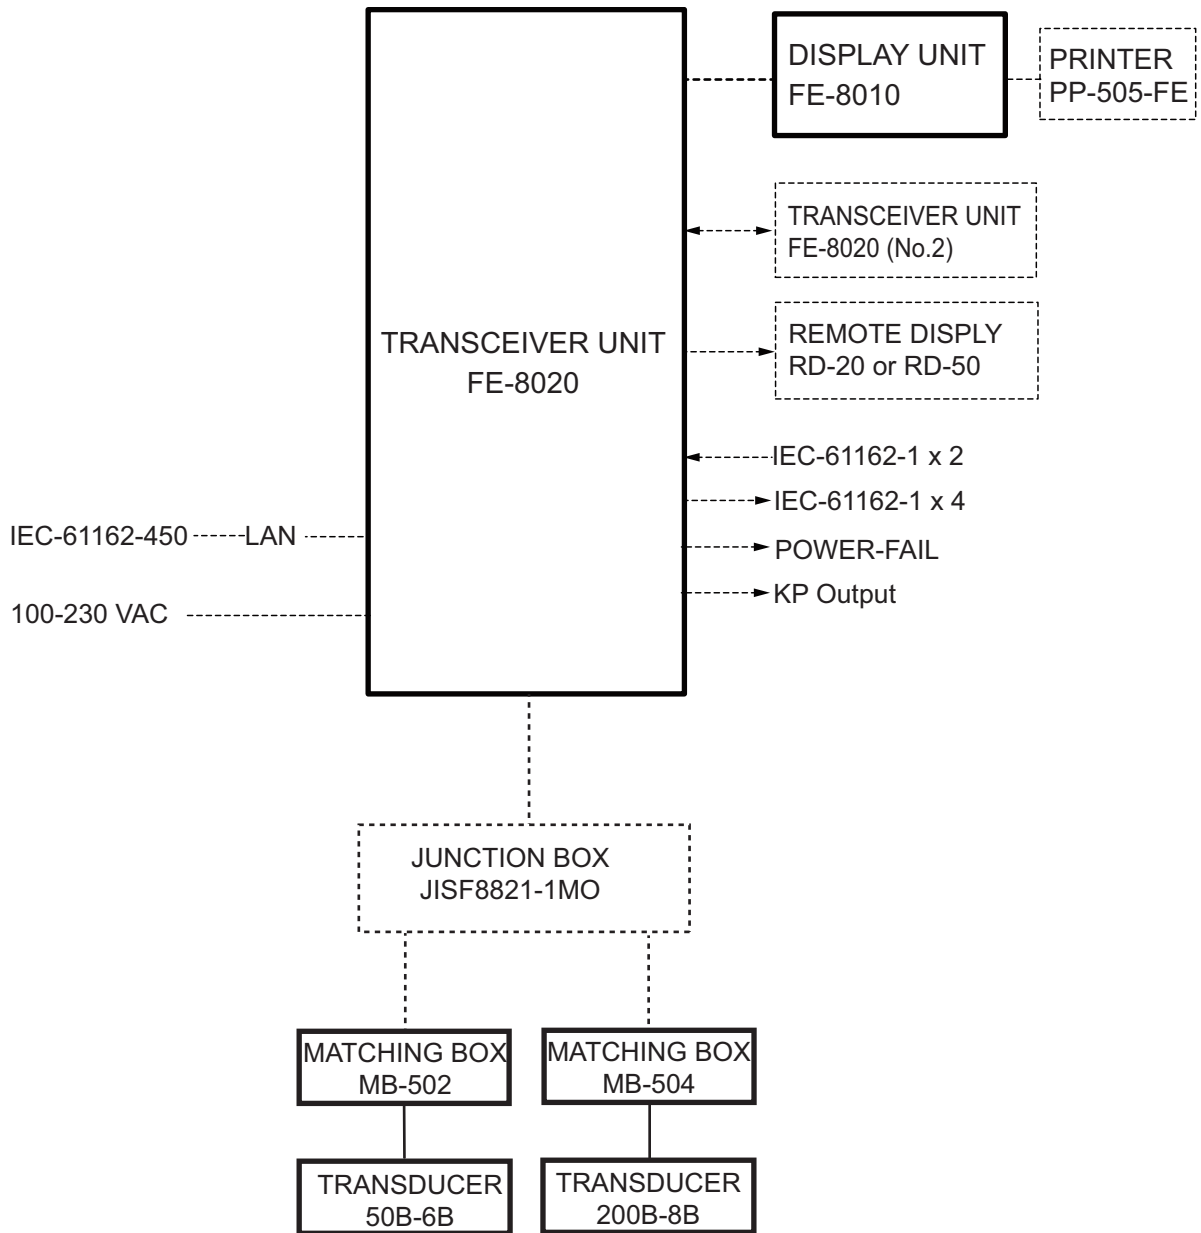 DISPLAY UNIT
FE-8010
PRINTER
PP-505-FE
TRANSCEIVER UNIT
FE-8020 (No.2)
TRANSCEIVER UNIT
FE-8020
REMOTE DISPLY
RD-20 or RD-50
IEC-61162-1 x 2
IEC-61162-1 x 4
IEC-61162-450 LAN
POWER-FAIL
KP Output
100-230 VAC
JUNCTION BOX
JISF8821-1MO
MATCHING BOX
MB-502
MATCHING BOX
MB-504
TRANSDUCER
50B-6B
TRANSDUCER
200B-8B